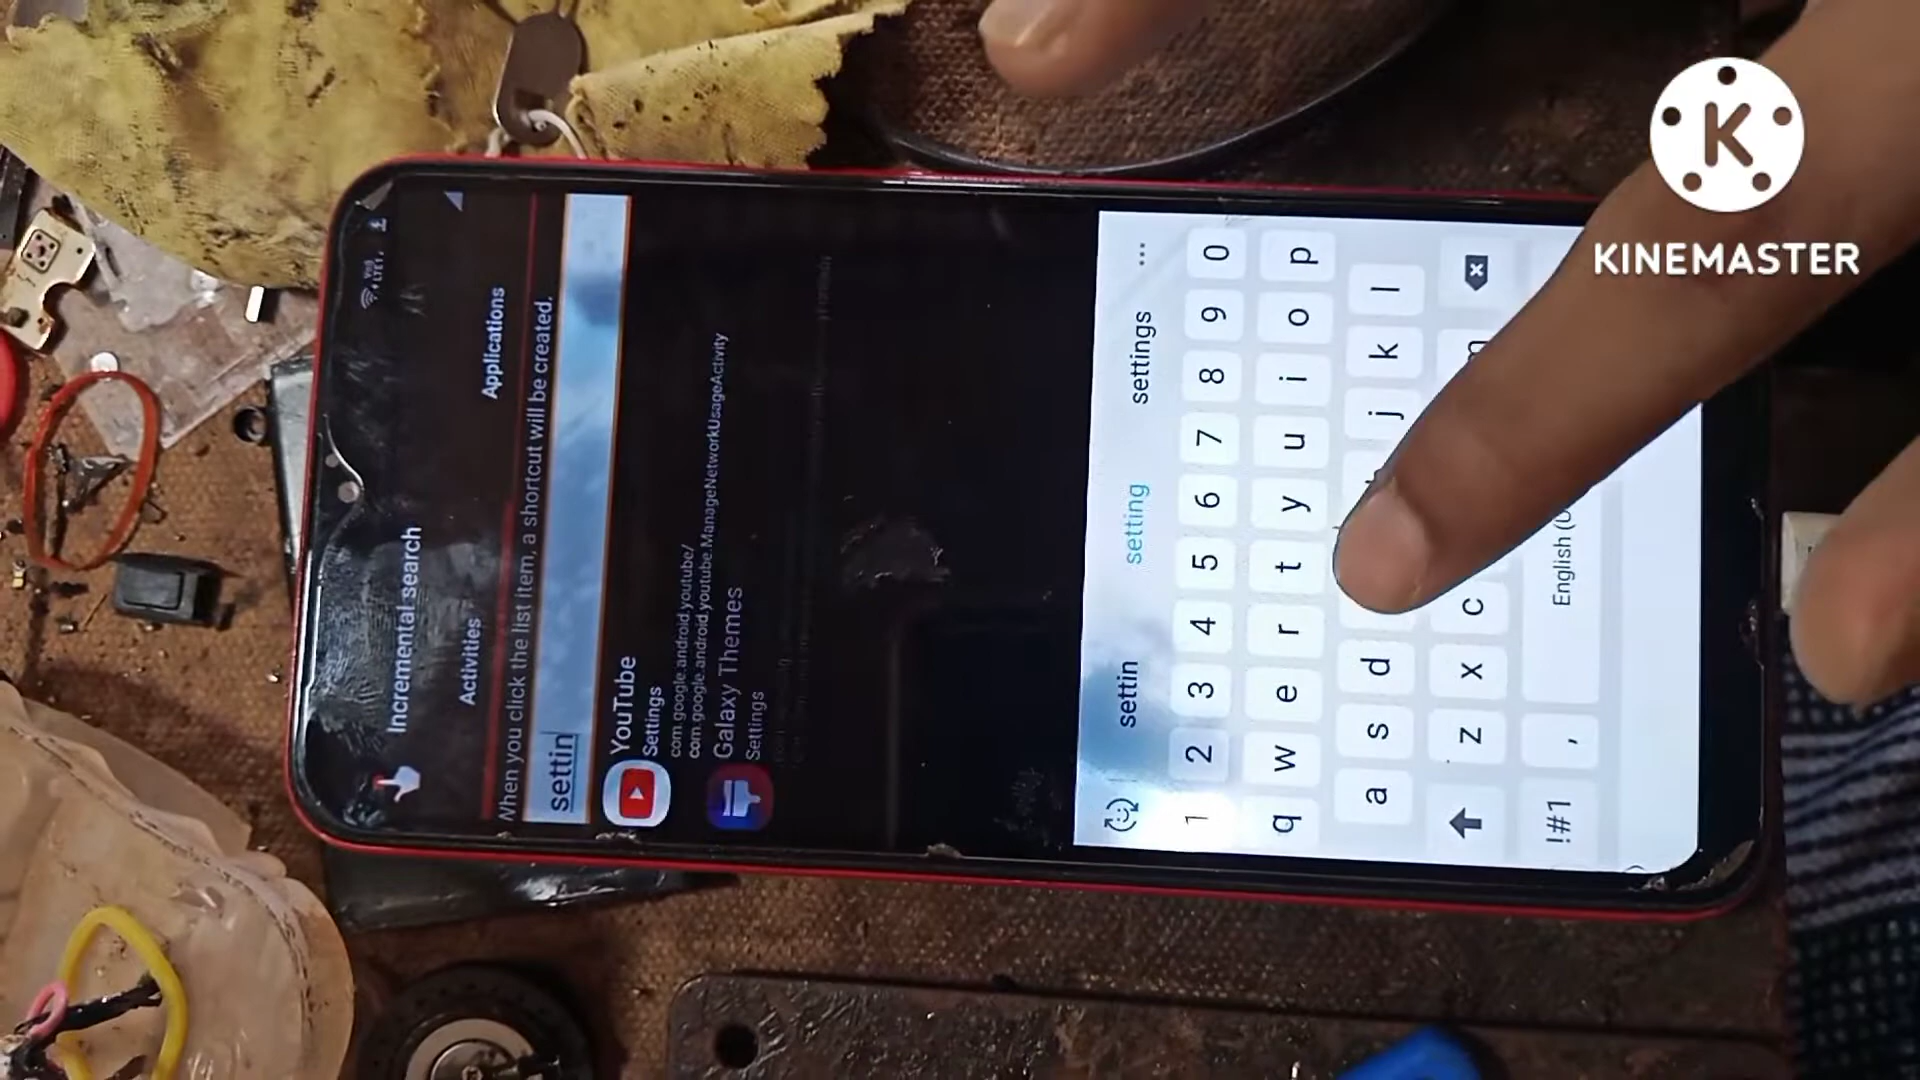 Incremental search
Activities
Applications
When you click the list item, a shortcut will be created.
settin
YouTube
Settings
com.google.android.youtube/
com.google.android.youtube.ManageNetworkUsageActivity
Galaxy Themes
Settings
settin setting settings ...
1 2 3 4 5 6 7 8 9 0
q w e r t y u i o p
a s d j k l
z x c
!#1 , English (U
K
KINEMASTER